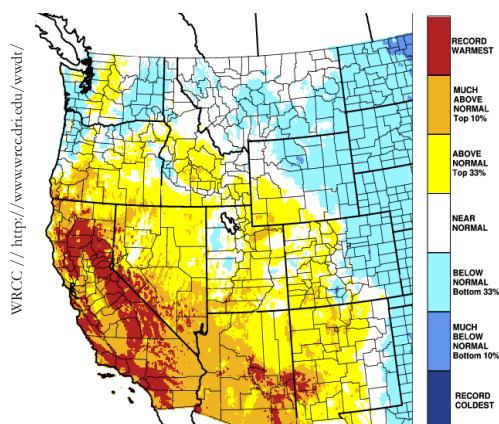 WRCC // http://www.wrcc.dri.edu/wwdt/
RECORD
WARMEST
MUCH
ABOVE
NORMAL
Top 10%
ABOVE
NORMAL
Top 33%
NEAR
NORMAL
BELOW
NORMAL
Bottom 33%
MUCH
BELOW
NORMAL
Bottom 10%
RECORD
COLDEST